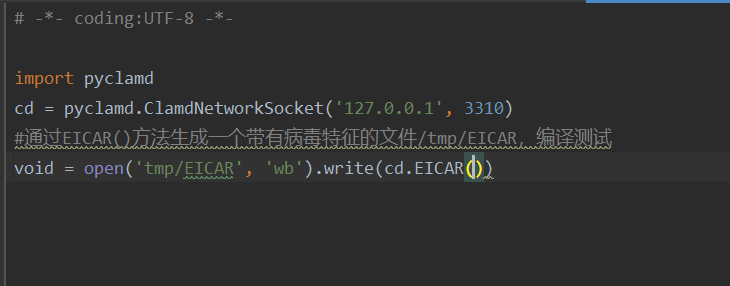 # -*- coding:UTF-8 -*-
import pyclamd
cd = pyclamd.ClamdNetworkSocket('127.0.0.1', 3310)
#通过EICAR()方法生成一个带有病毒特征的文件/tmp/EICAR, 编译测试
void = open('tmp/EICAR', 'wb').write(cd.EICAR())